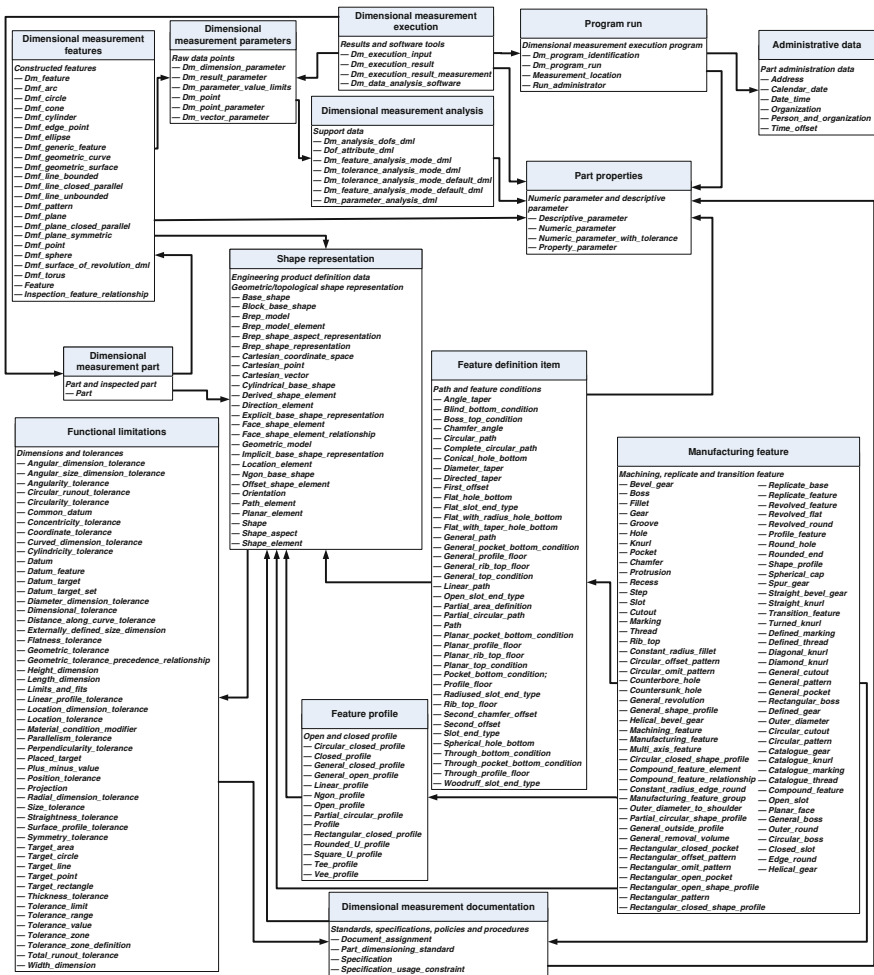 Dimensional measurement
features
Constructed features
— Dm_feature
— Dmf_arc
— Dmf_circle
— Dmf_cone
— Dmf_cylinder
— Dmf_edge_point
— Dmf_ellipse
— Dmf_generic_feature
— Dmf_geometric_curve
— Dmf_geometric_surface
— Dmf_line_bounded
— Dmf_line_closed_parallel
— Dmf_line_unbounded
— Dmf_pattern
— Dmf_plane
— Dmf_plane_closed_parallel
— Dmf_plane_symmetric
— Dmf_point
— Dmf_sphere
— Dmf_surface_of_revolution_dml
— Dmf_torus
— Feature
— Inspection_feature_relationship
Dimensional
measurement parameters
Raw data points
— Dm_dimension_parameter
— Dm_result_parameter
— Dm_parameter_value_limits
— Dm_point
— Dm_point_parameter
— Dm_vector_parameter
Dimensional measurement
execution
Results and software tools
— Dm_execution_input
— Dm_execution_result
— Dm_execution_result_measurement
— Dm_data_analysis_software
Program run
Dimensional measurement execution program
— Dm_program_identification
— Dm_program_run
— Measurement_location
— Run_administrator
Administrative data
Part administration data
— Address
— Calendar_date
— Date_time
— Organization
— Person_and_organization
— Time_offset
Dimensional measurement analysis
Support data
— Dm_analysis_dofs_dml
— Dof_attribute_dml
— Dm_feature_analysis_mode_dml
— Dm_tolerance_analysis_mode_dml
— Dm_tolerance_analysis_mode_default_dml
— Dm_feature_analysis_mode_default_dml
— Dm_parameter_analysis_dml
Part properties
Numeric parameter and descriptive
parameter
— Descriptive_parameter
— Numeric_parameter
— Numeric_parameter_with_tolerance
— Property_parameter
Shape representation
Engineering product definition data
Geometric/topological shape representation
— Base_shape
— Block_base_shape
— Brep_model
— Brep_model_element
— Brep_shape_aspect_representation
— Brep_shape_representation
— Cartesian_coordinate_space
— Cartesian_point
— Cartesian_vector
— Cylindrical_base_shape
— Derived_shape_element
— Direction_element
— Explicit_base_shape_representation
— Face_shape_element
— Face_shape_element_relationship
— Geometric_model
— Implicit_base_shape_representation
— Location_element
— Ngon_base_shape
— Offset_shape_element
— Orientation
— Path_element
— Planar_element
— Shape
— Shape_aspect
— Shape_element
Dimensional
measurement part
Part and inspected part
— Part
Functional limitations
Dimensions and tolerances
— Angular_dimension_tolerance
— Angular_size_dimension_tolerance
— Angularity_tolerance
— Circular_runout_tolerance
— Circularity_tolerance
— Common_datum
— Concentricity_tolerance
— Coordinate_tolerance
— Curved_dimension_tolerance
— Cylindricity_tolerance
— Datum
— Datum_feature
— Datum_target
— Datum_target_set
— Diameter_dimension_tolerance
— Dimensional_tolerance
— Distance_along_curve_tolerance
— Externally_defined_size_dimension
— Flatness_tolerance
— Geometric_tolerance
— Geometric_tolerance_precedence_relationship
— Height_dimension
— Length_dimension
— Limits_and_fits
— Linear_profile_tolerance
— Location_dimension_tolerance
— Location_tolerance
— Material_condition_modifier
— Parallelism_tolerance
— Perpendicularity_tolerance
— Placed_target
— Plus_minus_value
— Position_tolerance
— Projection
— Radial_dimension_tolerance
— Size_tolerance
— Straightness_tolerance
— Surface_profile_tolerance
— Symmetry_tolerance
— Target_area
— Target_circle
— Target_line
— Target_point
— Target_rectangle
— Thickness_tolerance
— Tolerance_limit
— Tolerance_range
— Tolerance_value
— Tolerance_zone
— Tolerance_zone_definition
— Total_runout_tolerance
— Width_dimension
Feature definition item
Path and feature conditions
— Angle_taper
— Blind_bottom_condition
— Boss_top_condition
— Chamfer_angle
— Circular_path
— Complete_circular_path
— Conical_hole_bottom
— Diameter_taper
— Directed_taper
— First_offset
— Flat_hole_bottom
— Flat_slot_end_type
— Flat_with_radius_hole_bottom
— Flat_with_taper_hole_bottom
— General_path
— General_pocket_bottom_condition
— General_profile_floor
— General_rib_top_floor
— General_top_condition
— Linear_path
— Open_slot_end_type
— Partial_area_definition
— Partial_circular_path
— Path
— Planar_pocket_bottom_condition
— Planar_profile_floor
— Planar_rib_top_floor
— Planar_top_condition
— Pocket_bottom_condition;
— Profile_floor
— Radiused_slot_end_type
— Rib_top_floor
— Second_chamfer_offset
— Second_offset
— Slot_end_type
— Spherical_hole_bottom
— Through_bottom_condition
— Through_pocket_bottom_condition
— Through_profile_floor
— Woodruff_slot_end_type
Feature profile
Open and closed profile
— Circular_closed_profile
— Closed_profile
— General_closed_profile
— General_open_profile
— Linear_profile
— Ngon_profile
— Open_profile
— Partial_circular_profile
— Profile
— Rectangular_closed_profile
— Rounded_U_profile
— Square_U_profile
— Tee_profile
— Vee_profile
Manufacturing feature
Machining, replicate and transition feature
— Bevel_gear
— Boss
— Fillet
— Gear
— Groove
— Hole
— Knurl
— Pocket
— Chamfer
— Protrusion
— Recess
— Step
— Slot
— Cutout
— Marking
— Thread
— Rib_top
— Constant_radius_fillet
— Circular_offset_pattern
— Circular_omit_pattern
— Counterbore_hole
— Countersunk_hole
— General_revolution
— General_shape_profile
— Helical_bevel_gear
— Machining_feature
— Manufacturing_feature
— Multi_axis_feature
— Circular_closed_shape_profile
— Compound_feature_element
— Compound_feature_relationship
— Constant_radius_edge_round
— Manufacturing_feature_group
— Outer_diameter_to_shoulder
— Partial_circular_shape_profile
— General_outside_profile
— General_removal_volume
— Rectangular_closed_pocket
— Rectangular_offset_pattern
— Rectangular_omit_pattern
— Rectangular_open_pocket
— Rectangular_open_shape_profile
— Rectangular_pattern
— Rectangular_closed_shape_profile
— Replicate_base
— Replicate_feature
— Revolved_feature
— Revolved_flat
— Revolved_round
— Profile_feature
— Round_hole
— Rounded_end
— Shape_profile
— Spherical_cap
— Spur_gear
— Straight_bevel_gear
— Straight_knurl
— Transition_feature
— Turned_knurl
— Defined_marking
— Defined_thread
— Diagonal_knurl
— Diamond_knurl
— General_cutout
— General_pattern
— General_pocket
— Rectangular_boss
— Defined_gear
— Outer_diameter
— Circular_cutout
— Circular_pattern
— Catalogue_gear
— Catalogue_knurl
— Catalogue_marking
— Catalogue_thread
— Compound_feature
— Open_slot
— Planar_face
— General_boss
— Outer_round
— Circular_boss
— Closed_slot
— Edge_round
— Helical_gear
Dimensional measurement documentation
Standards, specifications, policies and procedures
— Document_assignment
— Part_dimensioning_standard
— Specification
— Specification_usage_constraint